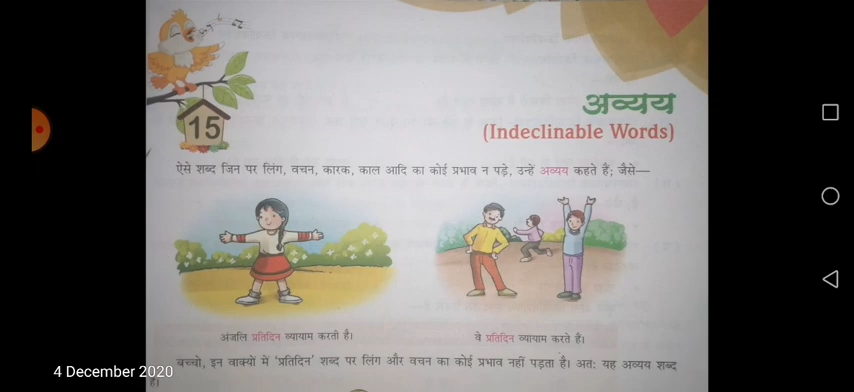 15
अव्यय
(Indeclinable Words)
ऐसे शब्द जिन पर लिंग, वचन, कारक, काल आदि का कोई प्रभाव न पड़े, उन्हें अव्यय कहते हैं; जैसे—
अंजलि प्रतिदिन व्यायाम करती है।
वे प्रतिदिन व्यायाम करते हैं।
बच्चो, इन वाक्यों में 'प्रतिदिन' शब्द पर लिंग और वचन का कोई प्रभाव नहीं पड़ता है। अतः यह अव्यय शब्द
है।
4 December 2020